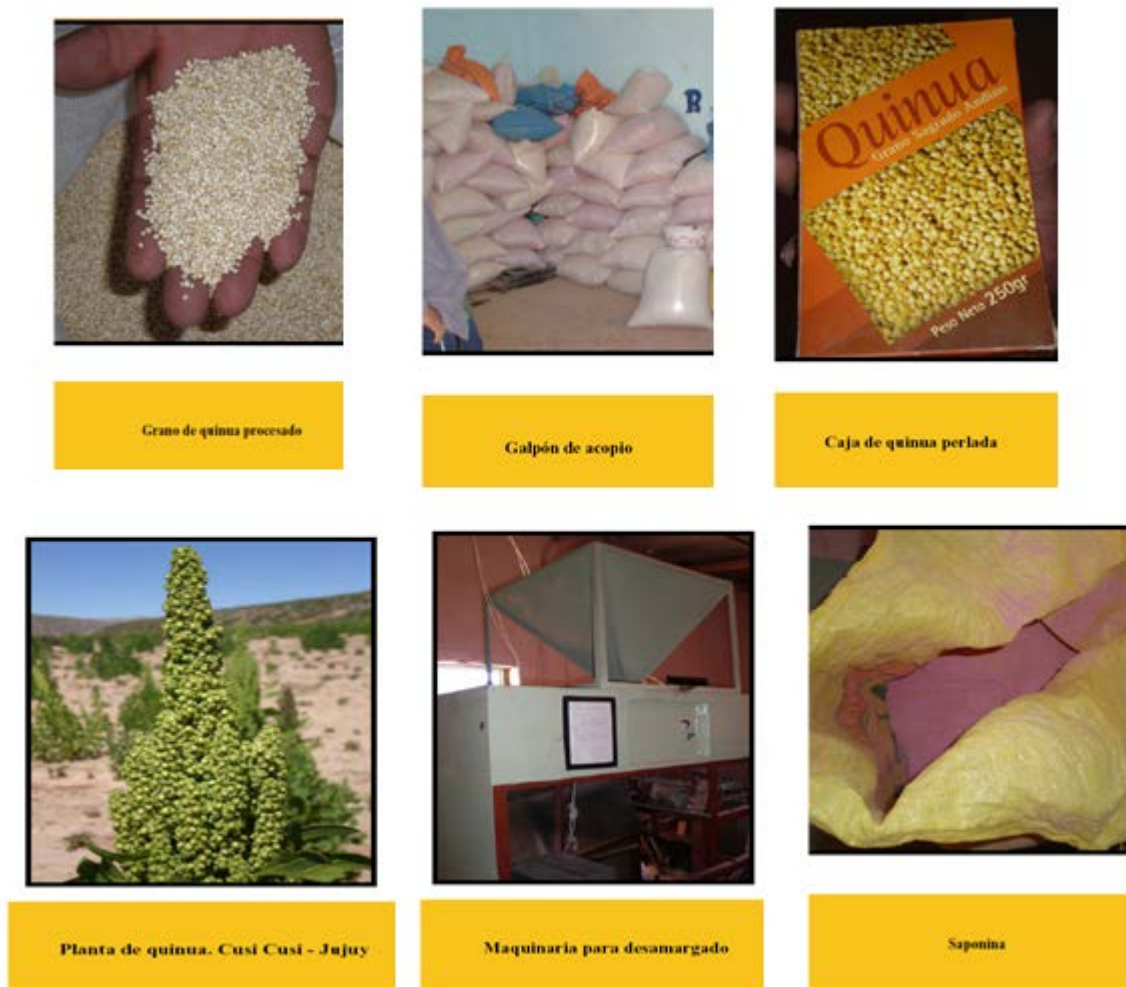 Quinua
Grano Sagrado Andino
Peso Neto 250gr
Grano de quinua procesado
Galpón de acopio
Caja de quinua perlada
Planta de quinua. Cusi Cusi - Jujuy
Maquinaria para desamargado
Saponina